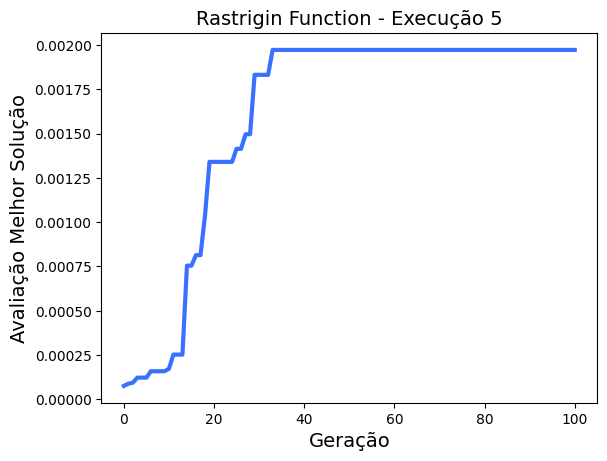 Rastrigin Function - Execução 5
Avaliação Melhor Solução
0.00200
0.00175
0.00150
0.00125
0.00100
0.00075
0.00050
0.00025
0.00000
0 20 40 60 80 100
Geração